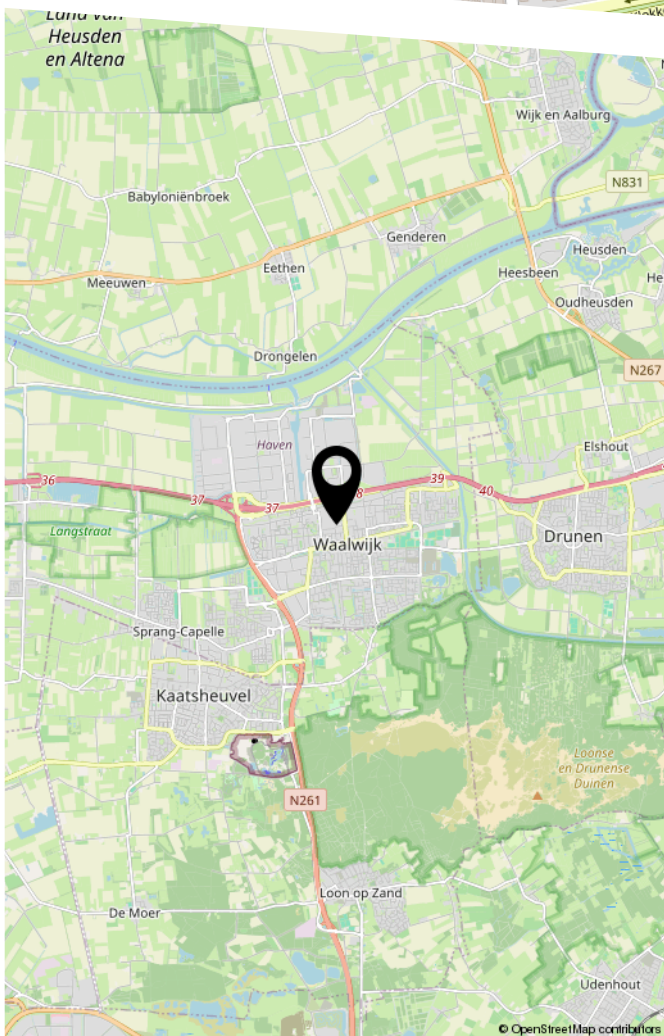 Land van
Heusden
en Altena
Wijk en Aalburg
N831
Babyloniënbroek
Genderen
Heusden
Eethen
Heesbeen
Meeuwen
Oudheusden
Drongelen
N267
Haven
Elshout
36
39
37
40
37
8
Langstraat
Waalwijk
Drunen
Sprang-Capelle
Kaatsheuvel
Loonse
en Drunense
Duinen
N261
Loon op Zand
De Moer
Udenhout
© OpenStreetMap contributors